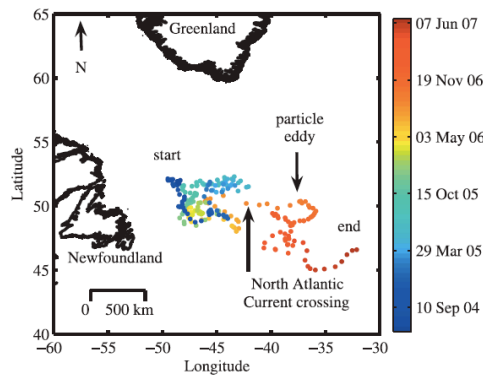 65
60
55
50
45
40
−60
−55
−50
−45
−40
−35
−30
Latitude
Longitude
N
Greenland
particle
eddy
start
end
Newfoundland
North Atlantic
Current crossing
0 500 km
07 Jun 07
19 Nov 06
03 May 06
15 Oct 05
29 Mar 05
10 Sep 04